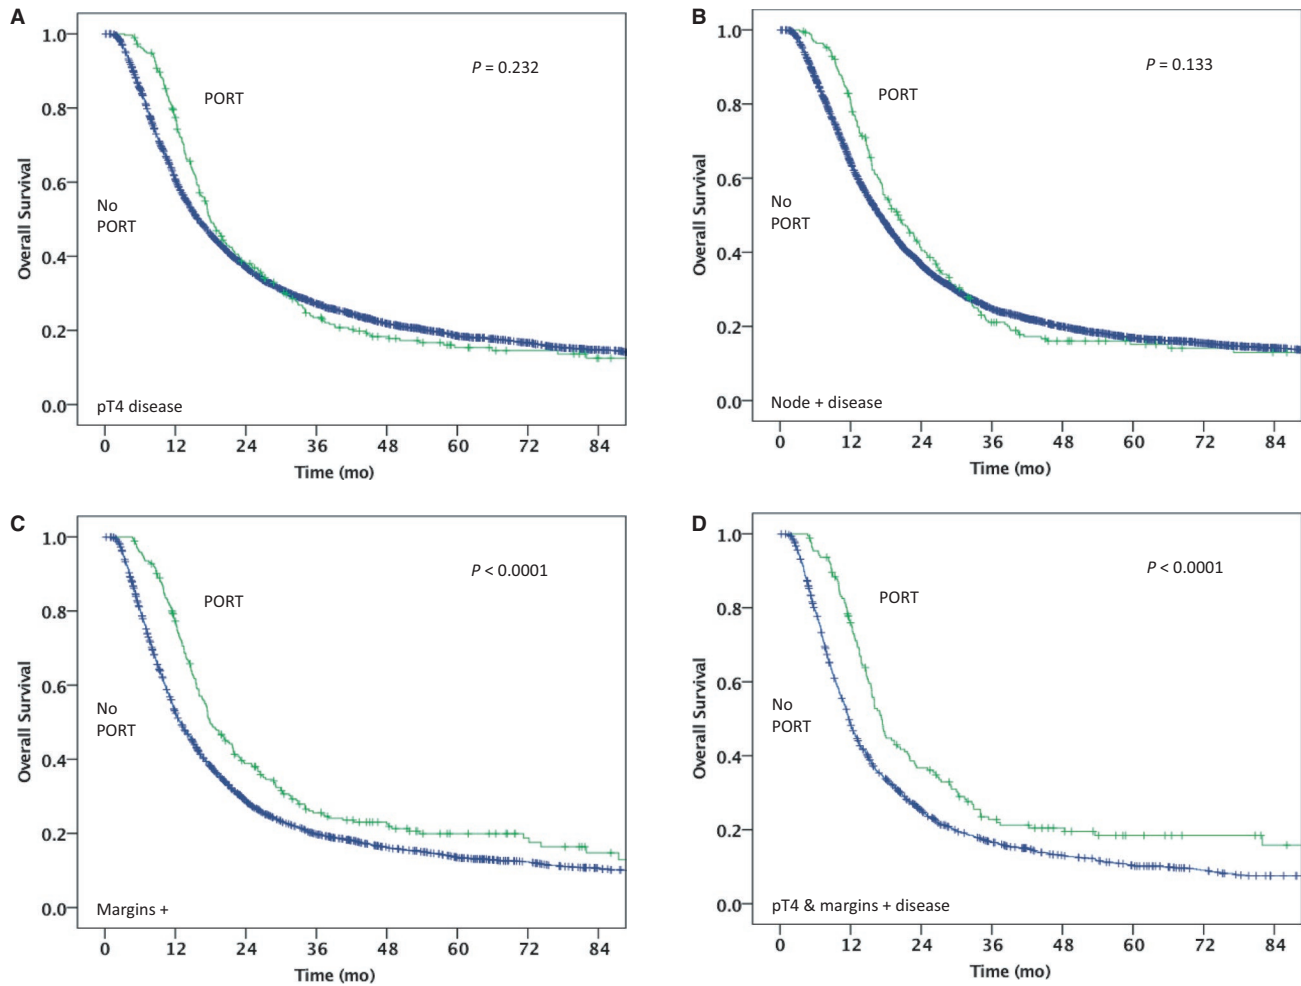 A
1.0
0.8
0.6
0.4
0.2
0.0
Overall Survival
P = 0.232
PORT
No
PORT
pT4 disease
0 12 24 36 48 60 72 84
Time (mo)
B
1.0
0.8
0.6
0.4
0.2
0.0
Overall Survival
P = 0.133
PORT
No
PORT
Node + disease
0 12 24 36 48 60 72 84
Time (mo)
C
1.0
0.8
0.6
0.4
0.2
0.0
Overall Survival
P < 0.0001
PORT
No
PORT
Margins +
0 12 24 36 48 60 72 84
Time (mo)
D
1.0
0.8
0.6
0.4
0.2
0.0
Overall Survival
P < 0.0001
PORT
No
PORT
pT4 & margins + disease
0 12 24 36 48 60 72 84
Time (mo)